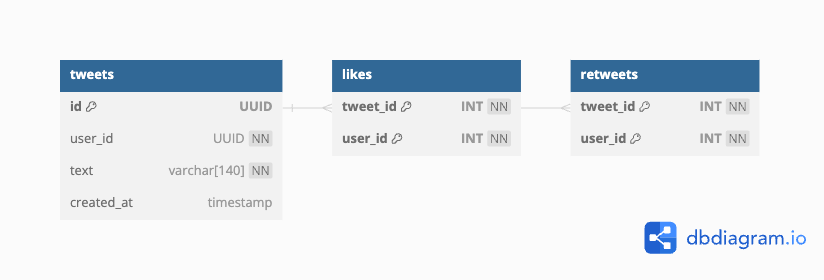 tweets
id UUID
user_id UUID NN
text varchar[140] NN
created_at timestamp
likes
tweet_id INT NN
user_id INT NN
retweets
tweet_id INT NN
user_id INT NN
dbdiagram.io